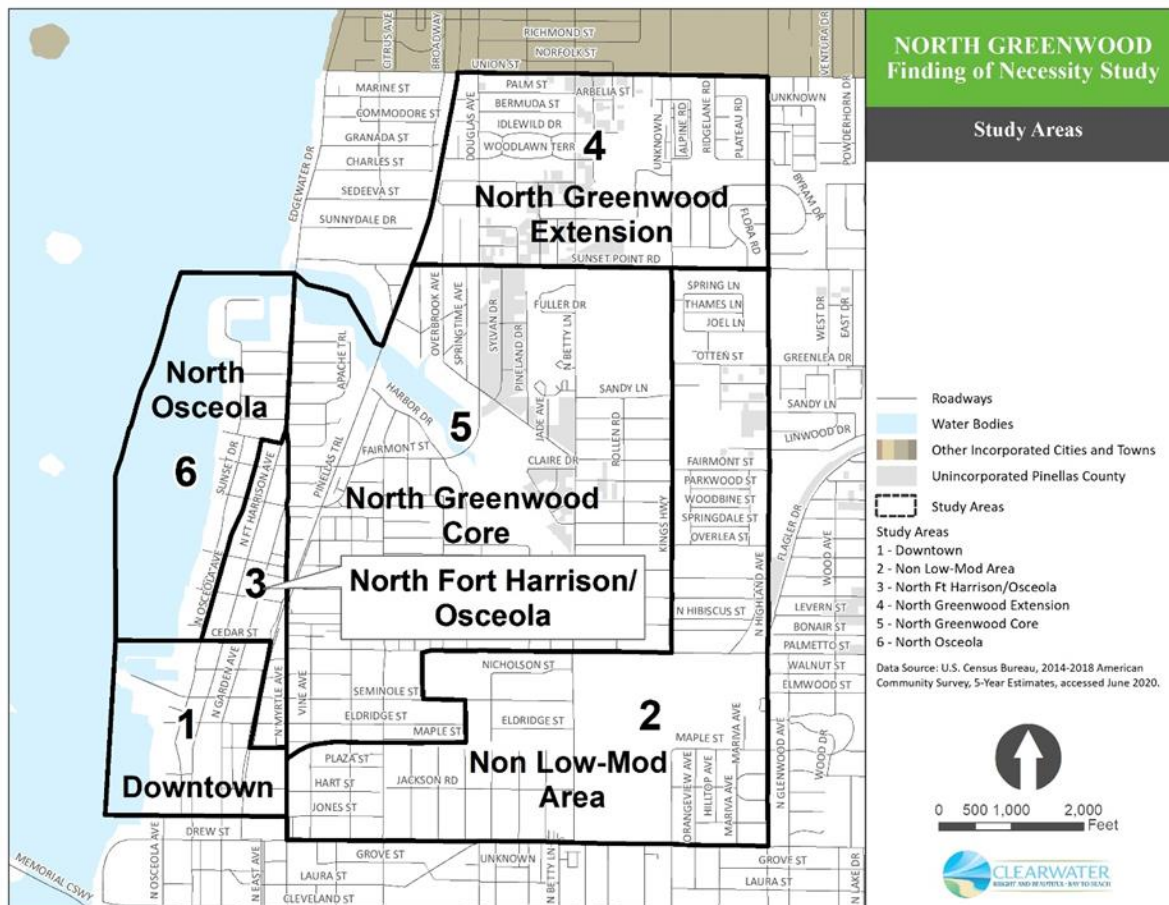 NORTH GREENWOOD
Finding of Necessity Study
Study Areas
RICHMOND ST
NORFOLK ST
UNION ST
CITRUS AVE
BROADWAY
VENTURA DR
MARINE ST
COMMODORE ST
GRANADA ST
CHARLES ST
SEDEEVA ST
SUNNYDALE DR
EDGEWATER DR
DOUGLAS AVE
PALM ST
ARBELIA ST
BERMUDA ST
IDLEWILD DR
WOODLAWN TERR
UNKNOWN
ALPINE RD
RIDGELANE RD
PLATEAU RD
UNKNOWN
POWDERHORN DR
BYRAM DR
FLORA RD
4
North Greenwood
Extension
SUNSET POINT RD
OVERBROOK AVE
SPRINGTIME AVE
SYLVAN DR
PINELAND DR
FULLER DR
N BETTY LN
SPRING LN
THAMES LN
JOEL LN
OTTEN ST
WEST DR
EAST DR
GREENLEA DR
North
Osceola
6
APACHE TRL
HARBOR DR
5
JADE AVE
SANDY LN
ROLLEN RD
SANDY LN
LINWOOD DR
SUNSET DR
N FT HARRISON AVE
PINELLAS TRL
FAIRMONT ST
CLAIRE DR
FAIRMONT ST
PARKWOOD ST
WOODBINE ST
SPRINGDALE ST
OVERLEA ST
KINGS HWY
FLAGLER DR
WOOD AVE
North Greenwood
Core
3
North Fort Harrison/
Osceola
N OSCEOLA AVE
CEDAR ST
N HIBISCUS ST
N HIGHLAND AVE
LEVERN ST
BONAIR ST
PALMETTO ST
WALNUT ST
ELMWOOD ST
N GARDEN AVE
N MYRTLE AVE
VINE AVE
NICHOLSON ST
SEMINOLE ST
ELDRIDGE ST
ELDRIDGE ST
MAPLE ST
MAPLE ST
1
Downtown
2
Non Low-Mod
Area
PLAZA ST
HART ST
JACKSON RD
JONES ST
ORANGEVIEW AVE
HILLTOP AVE
MARIVA AVE
MARIVA AVE
N GLENWOOD AVE
WOOD DR
DREW ST
N OSCEOLA AVE
N EAST AVE
GROVE ST
UNKNOWN
LAURA ST
CLEVELAND ST
N BETTY LN
GROVE ST
LAURA ST
N LAKE DR
MEMORIAL CSWY
Roadways
Water Bodies
Other Incorporated Cities and Towns
Unincorporated Pinellas County
Study Areas
Study Areas
1 - Downtown
2 - Non Low-Mod Area
3 - North Ft Harrison/Osceola
4 - North Greenwood Extension
5 - North Greenwood Core
6 - North Osceola
Data Source: U.S. Census Bureau, 2014-2018 American
Community Survey, 5-Year Estimates, accessed June 2020.
0 500 1,000 2,000
Feet
CLEARWATER
BRIGHT AND BEAUTIFUL · BAY TO BEACH